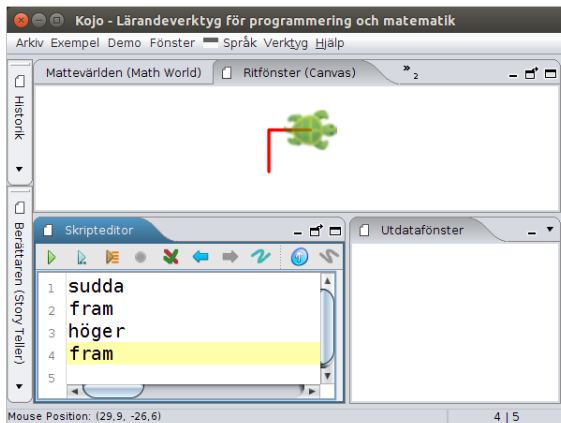 Kojo - Lärandeverktyg för programmering och matematik
Arkiv Exempel Demo Fönster Språk Verktyg Hjälp
Historik
Berättaren (Story Teller)
Mattevärlden (Math World) Ritfönster (Canvas) » 2
Skripteditor
Utdatafönster
1 sudda
2 fram
3 höger
4 fram
5
Mouse Position: (29,9, -26,6) 4 | 5